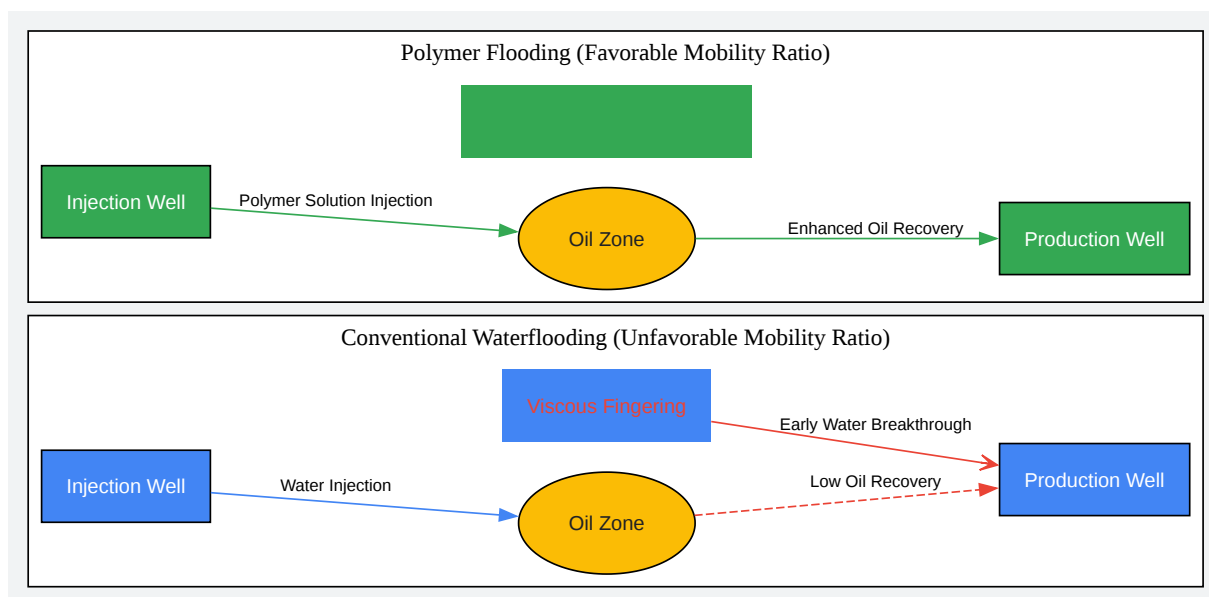 Polymer Flooding (Favorable Mobility Ratio)
Injection Well
Polymer Solution Injection
Oil Zone
Enhanced Oil Recovery
Production Well
Conventional Waterflooding (Unfavorable Mobility Ratio)
Viscous Fingering
Early Water Breakthrough
Injection Well
Water Injection
Oil Zone
Low Oil Recovery
Production Well